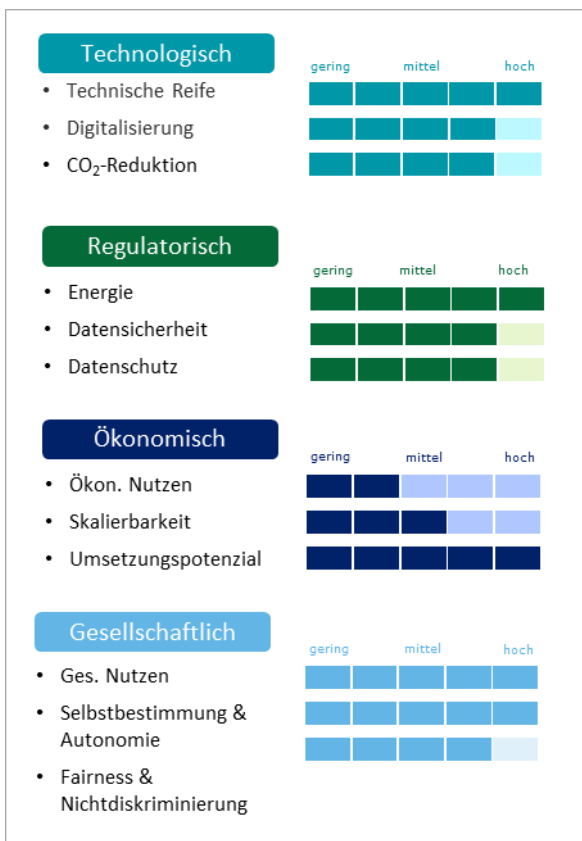 Technologisch
gering mittel hoch
• Technische Reife
• Digitalisierung
• CO₂-Reduktion
Regulatorisch
gering mittel hoch
• Energie
• Datensicherheit
• Datenschutz
Ökonomisch
gering mittel hoch
• Ökon. Nutzen
• Skalierbarkeit
• Umsetzungspotenzial
Gesellschaftlich
gering mittel hoch
• Ges. Nutzen
• Selbstbestimmung &
Autonomie
• Fairness &
Nichtdiskriminierung